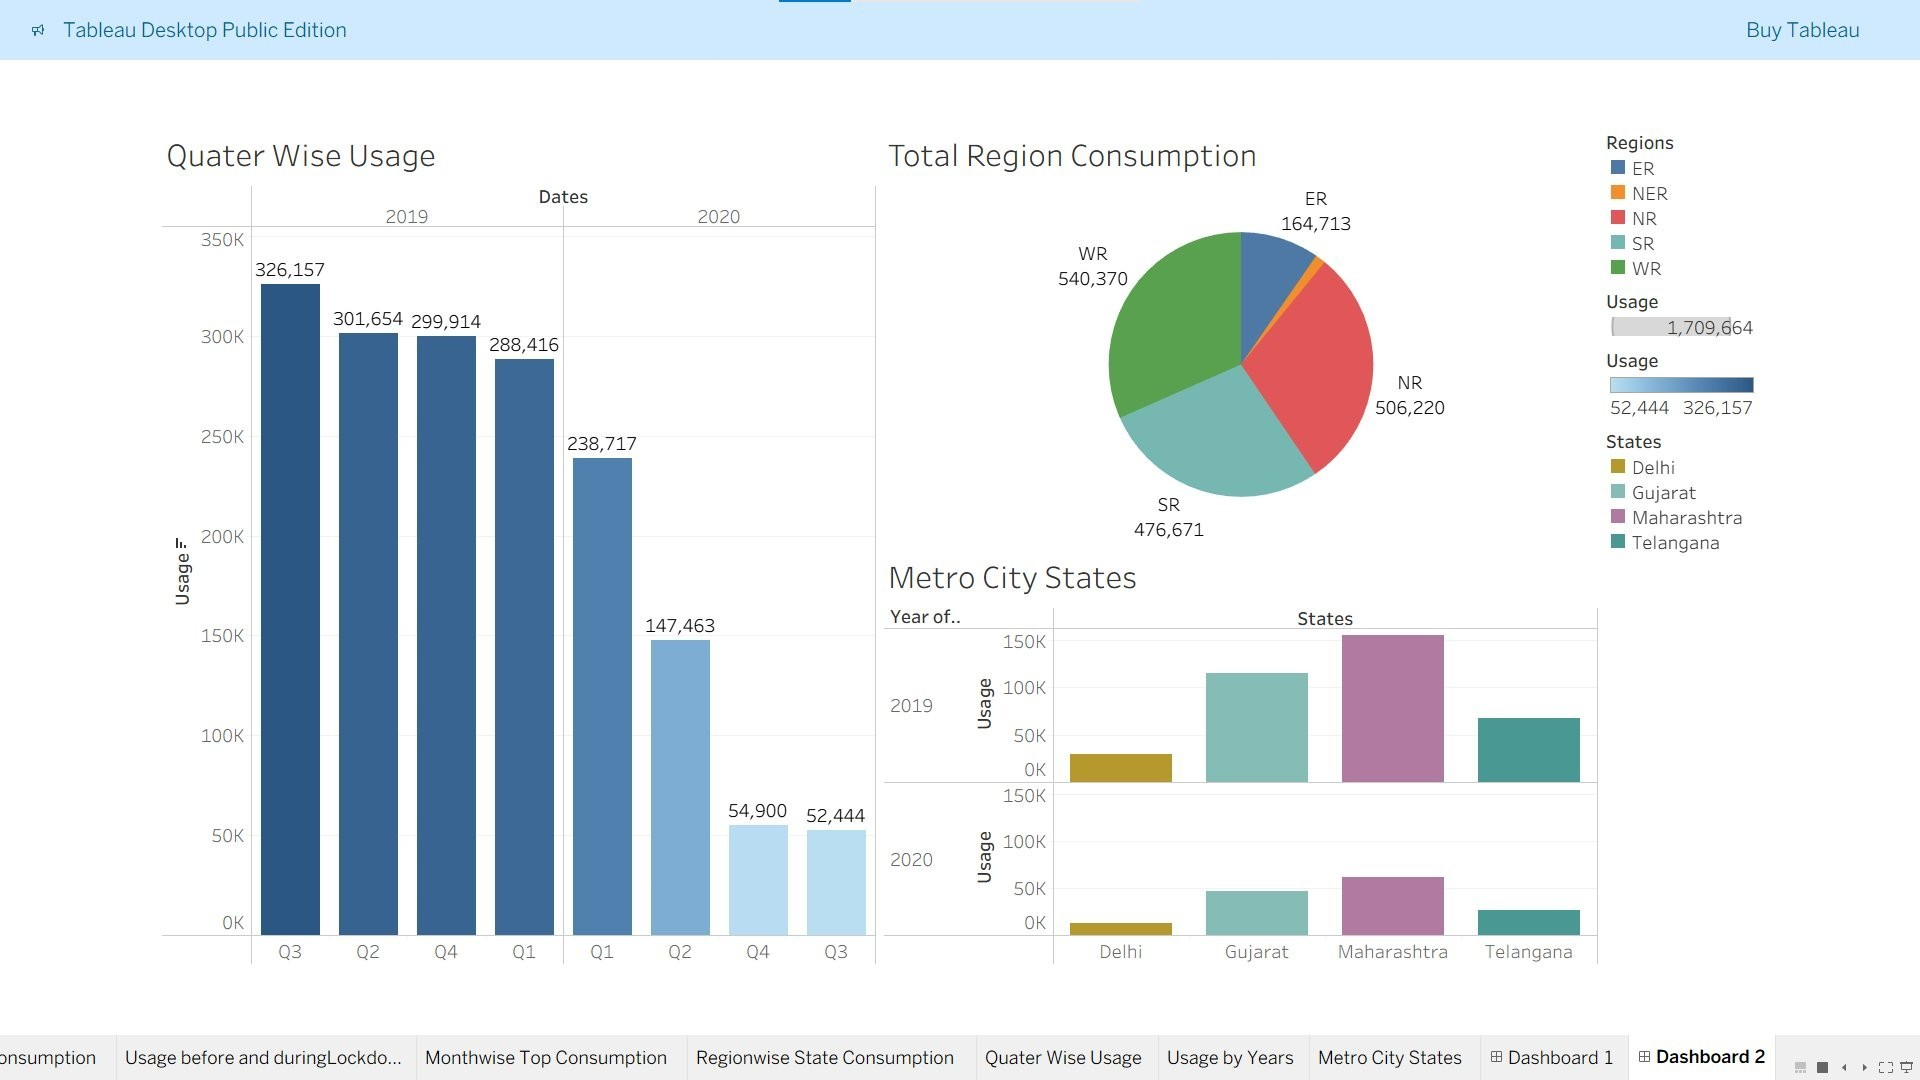 Tableau Desktop Public Edition
Buy Tableau
Quater Wise Usage
Dates
2019
2020
350K
300K
250K
200K
150K
100K
50K
0K
Usage
326,157
301,654
299,914
288,416
238,717
147,463
54,900
52,444
Q3
Q2
Q4
Q1
Q1
Q2
Q4
Q3
Total Region Consumption
ER
164,713
WR
540,370
NR
506,220
SR
476,671
Metro City States
Year of..
States
2019
Usage
150K
100K
50K
0K
2020
Usage
150K
100K
50K
0K
Delhi
Gujarat
Maharashtra
Telangana
Regions
ER
NER
NR
SR
WR
Usage
1,709,664
Usage
52,444 326,157
States
Delhi
Gujarat
Maharashtra
Telangana
onsumption
Usage before and duringLockdo...
Monthwise Top Consumption
Regionwise State Consumption
Quater Wise Usage
Usage by Years
Metro City States
Dashboard 1
Dashboard 2